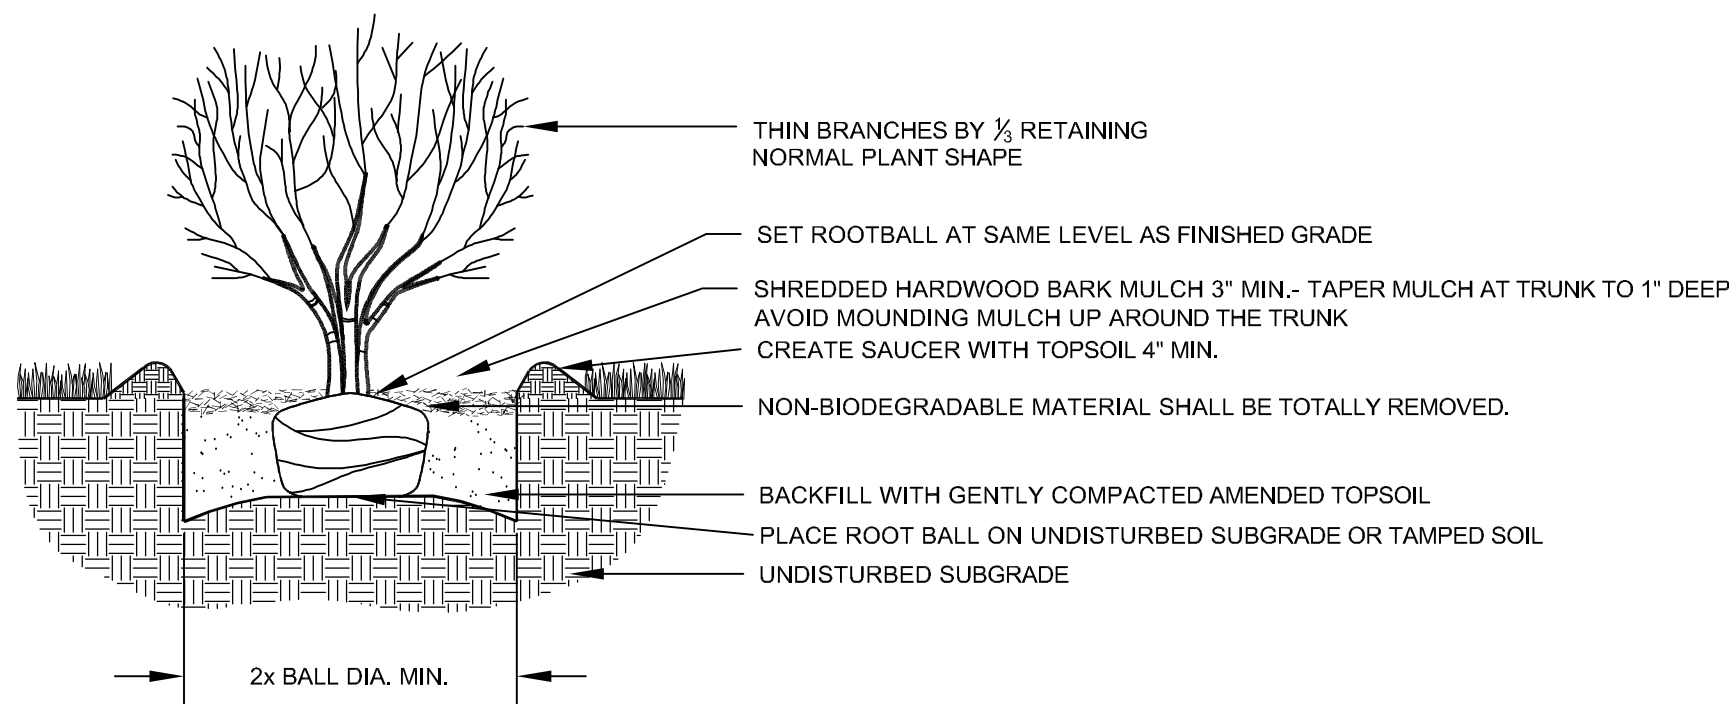 THIN BRANCHES BY ⅓ RETAINING
NORMAL PLANT SHAPE
SET ROOTBALL AT SAME LEVEL AS FINISHED GRADE
SHREDDED HARDWOOD BARK MULCH 3" MIN.- TAPER MULCH AT TRUNK TO 1" DEEP
AVOID MOUNDING MULCH UP AROUND THE TRUNK
CREATE SAUCER WITH TOPSOIL 4" MIN.
NON-BIODEGRADABLE MATERIAL SHALL BE TOTALLY REMOVED.
BACKFILL WITH GENTLY COMPACTED AMENDED TOPSOIL
PLACE ROOT BALL ON UNDISTURBED SUBGRADE OR TAMPED SOIL
UNDISTURBED SUBGRADE
2x BALL DIA. MIN.